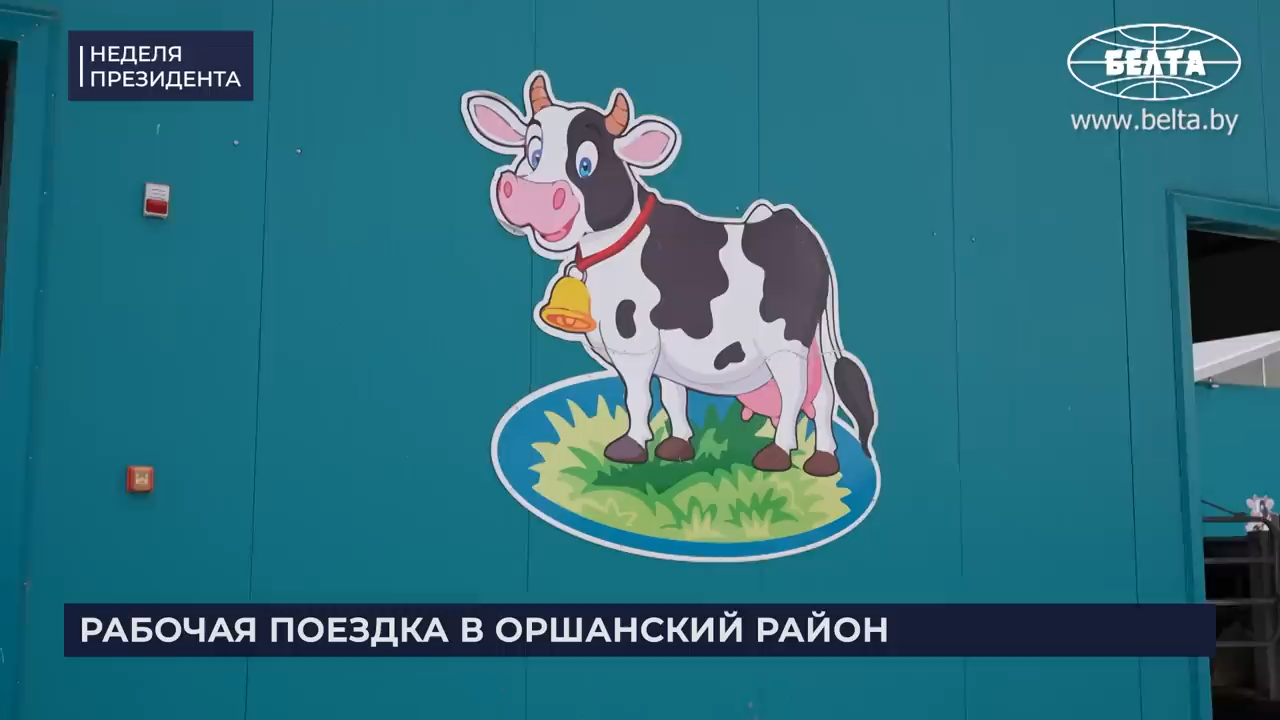 НЕДЕЛЯ
ПРЕЗИДЕНТА
БЕЛТА
www.belta.by
РАБОЧАЯ ПОЕЗДКА В ОРШАНСКИЙ РАЙОН